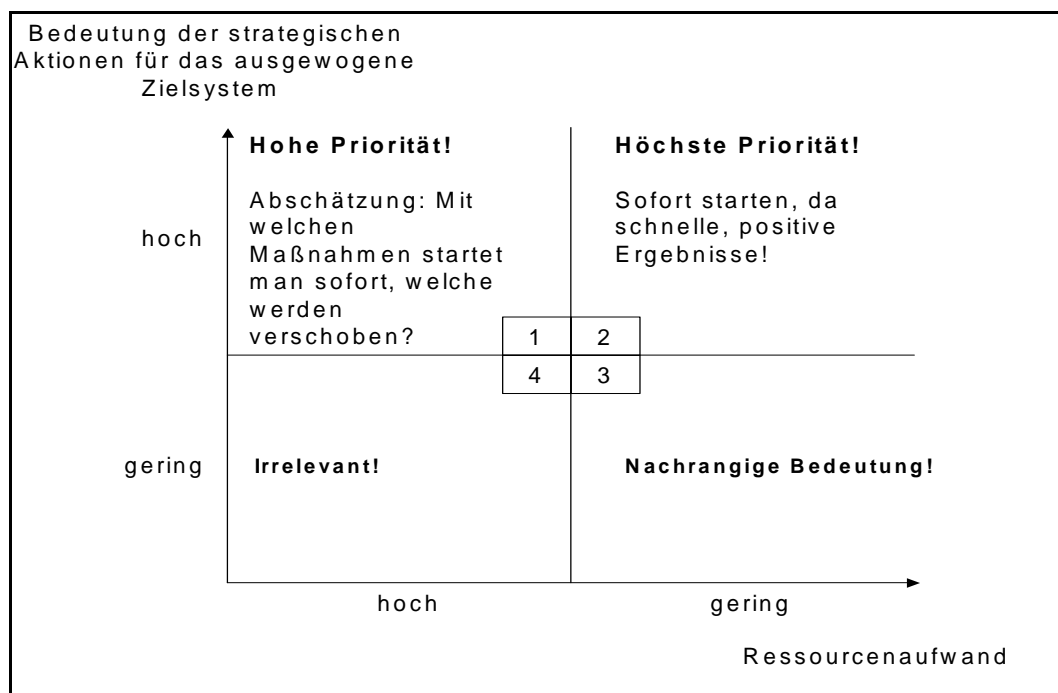 Bedeutung der strategischen
Aktionen für das ausgewogene
Zielsystem
Hohe Priorität!
Abschätzung: Mit
welchen
Maßnahmen startet
man sofort, welche
werden
verschoben?
Höchste Priorität!
Sofort starten, da
schnelle, positive
Ergebnisse!
hoch
1
2
4
3
gering
Irrelevant!
Nachrangige Bedeutung!
hoch
gering
Ressourcenaufwand